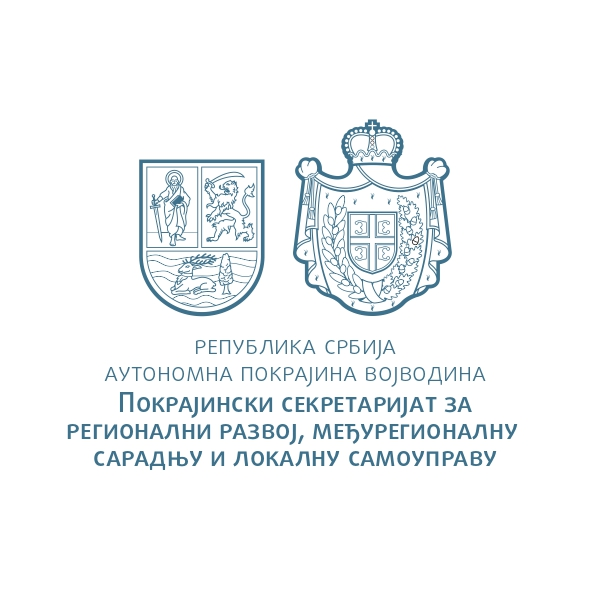 РЕПУБЛИКА СРБИЈА
АУТОНОМНА ПОКРАЈИНА ВОЈВОДИНА
ПОКРАЈИНСКИ СЕКРЕТАРИЈАТ ЗА
РЕГИОНАЛНИ РАЗВОЈ, МЕЂУРЕГИОНАЛНУ
САРАДЊУ И ЛОКАЛНУ САМОУПРАВУ